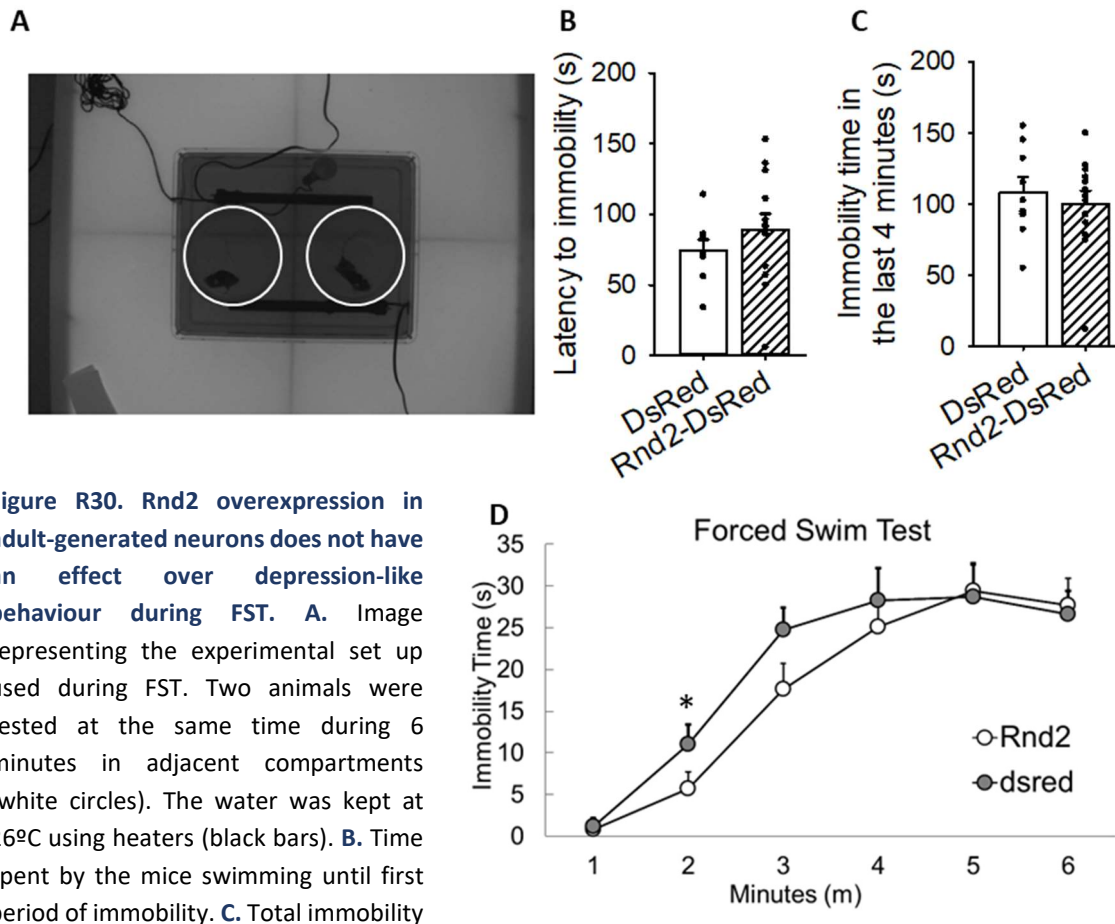 A
B
Latency to immobility (s)
200
150
100
50
0
DsRed
Rnd2-DsRed
C
Immobility time in
the last 4 minutes (s)
200
150
100
50
0
DsRed
Rnd2-DsRed
igure R30. Rnd2 overexpression in
dult-generated neurons does not have
n effect over depression-like
ehaviour during FST. A. Image
epresenting the experimental set up
sed during FST. Two animals were
ested at the same time during 6
minutes in adjacent compartments
white circles). The water was kept at
26ºC using heaters (black bars). B. Time
pent by the mice swimming until first
period of immobility. C. Total immobility
D
Forced Swim Test
Immobility Time (s)
35
30
25
20
15
10
5
0
*
Rnd2
dsred
1 2 3 4 5 6
Minutes (m)